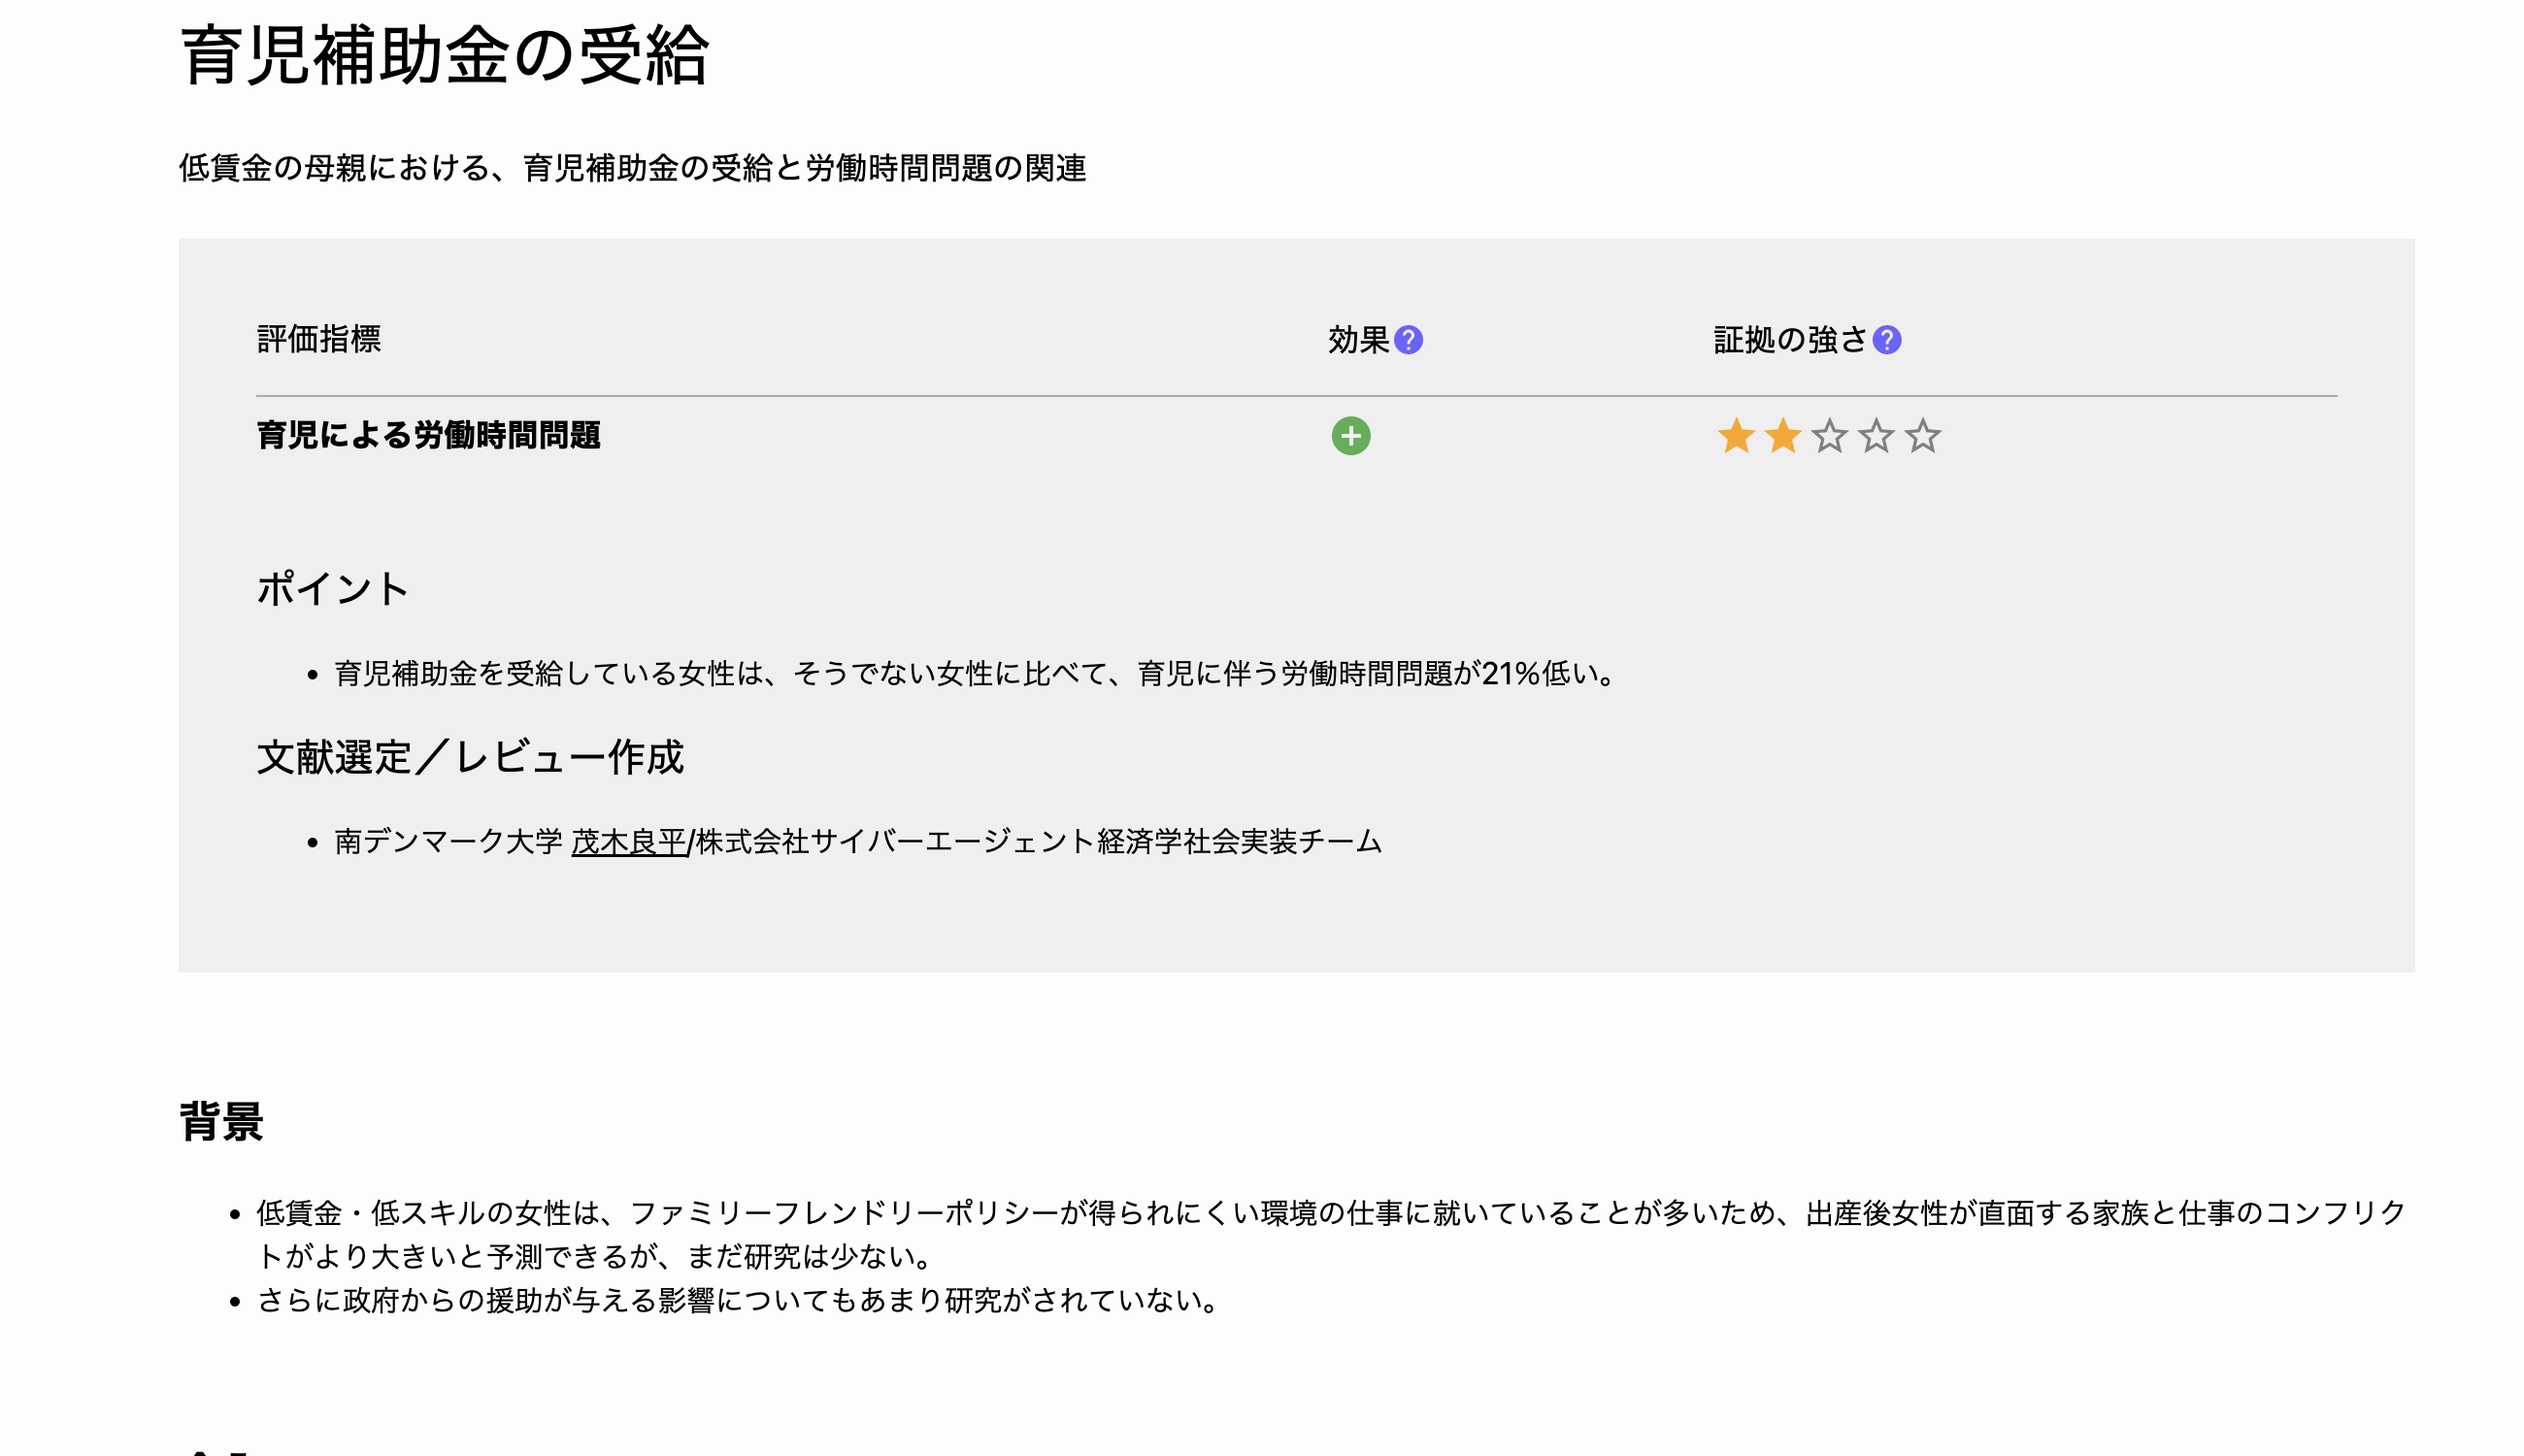 育児補助金の受給
低賃金の母親における、育児補助金の受給と労働時間問題の関連
評価指標 効果? 証拠の強さ?
育児による労働時間問題
ポイント
育児補助金を受給している女性は、そうでない女性に比べて、育児に伴う労働時間問題が21%低い。
文献選定／レビュー作成
南デンマーク大学 茂木良平/株式会社サイバーエージェント経済学社会実装チーム
背景
低賃金・低スキルの女性は、ファミリーフレンドリーポリシーが得られにくい環境の仕事に就いていることが多いため、出産後女性が直面する家族と仕事のコンフリク
トがより大きいと予測できるが、まだ研究は少ない。
さらに政府からの援助が与える影響についてもあまり研究がされていない。